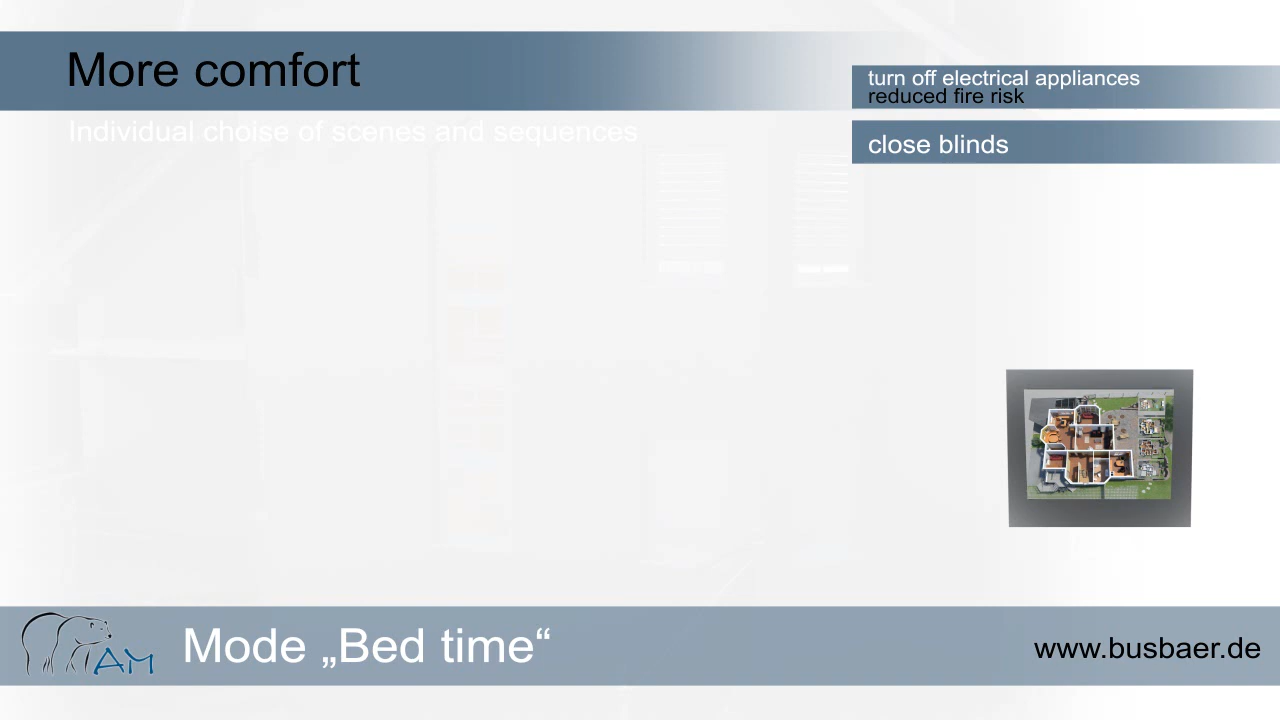 More comfort
Individual choise of scenes and sequences
turn off electrical appliances
reduced fire risk
close blinds
AM
Mode „Bed time“
www.busbaer.de